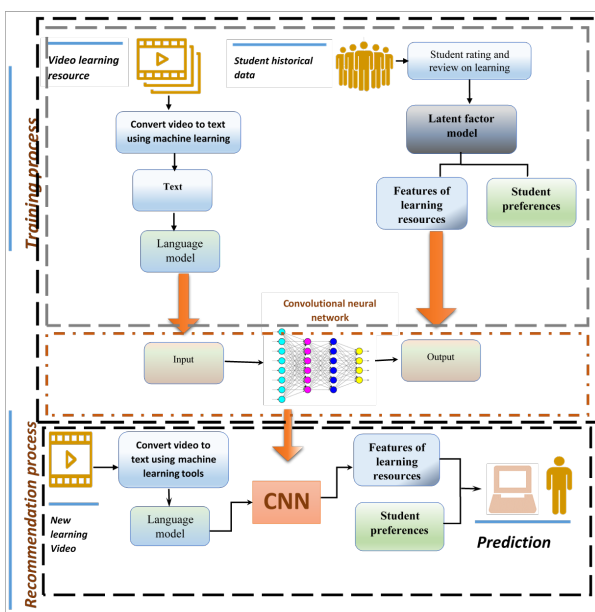 Training process
Video learning
resource
Student historical
data
Student rating and
review on learning
Convert video to text
using machine learning
Latent factor
model
Text
Features of
learning resources
Student
preferences
Language
model
Convolutional neural
network
Input
Output
Recommendation process
Convert video to
text using machine
learning tools
Features of
learning
resources
CNN
New
learning
Video
Language
model
Student
preferences
Prediction